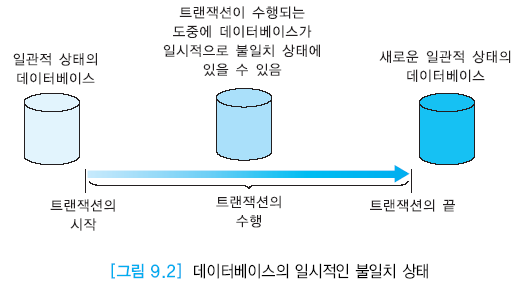 일관적 상태의
데이터베이스
트랜잭션이 수행되는
도중에 데이터베이스가
일시적으로 불일치 상태에
있을 수 있음
새로운 일관적 상태의
데이터베이스
트랜잭션의
시작
트랜잭션의
수행
트랜잭션의 끝
[그림 9.2] 데이터베이스의 일시적인 불일치 상태